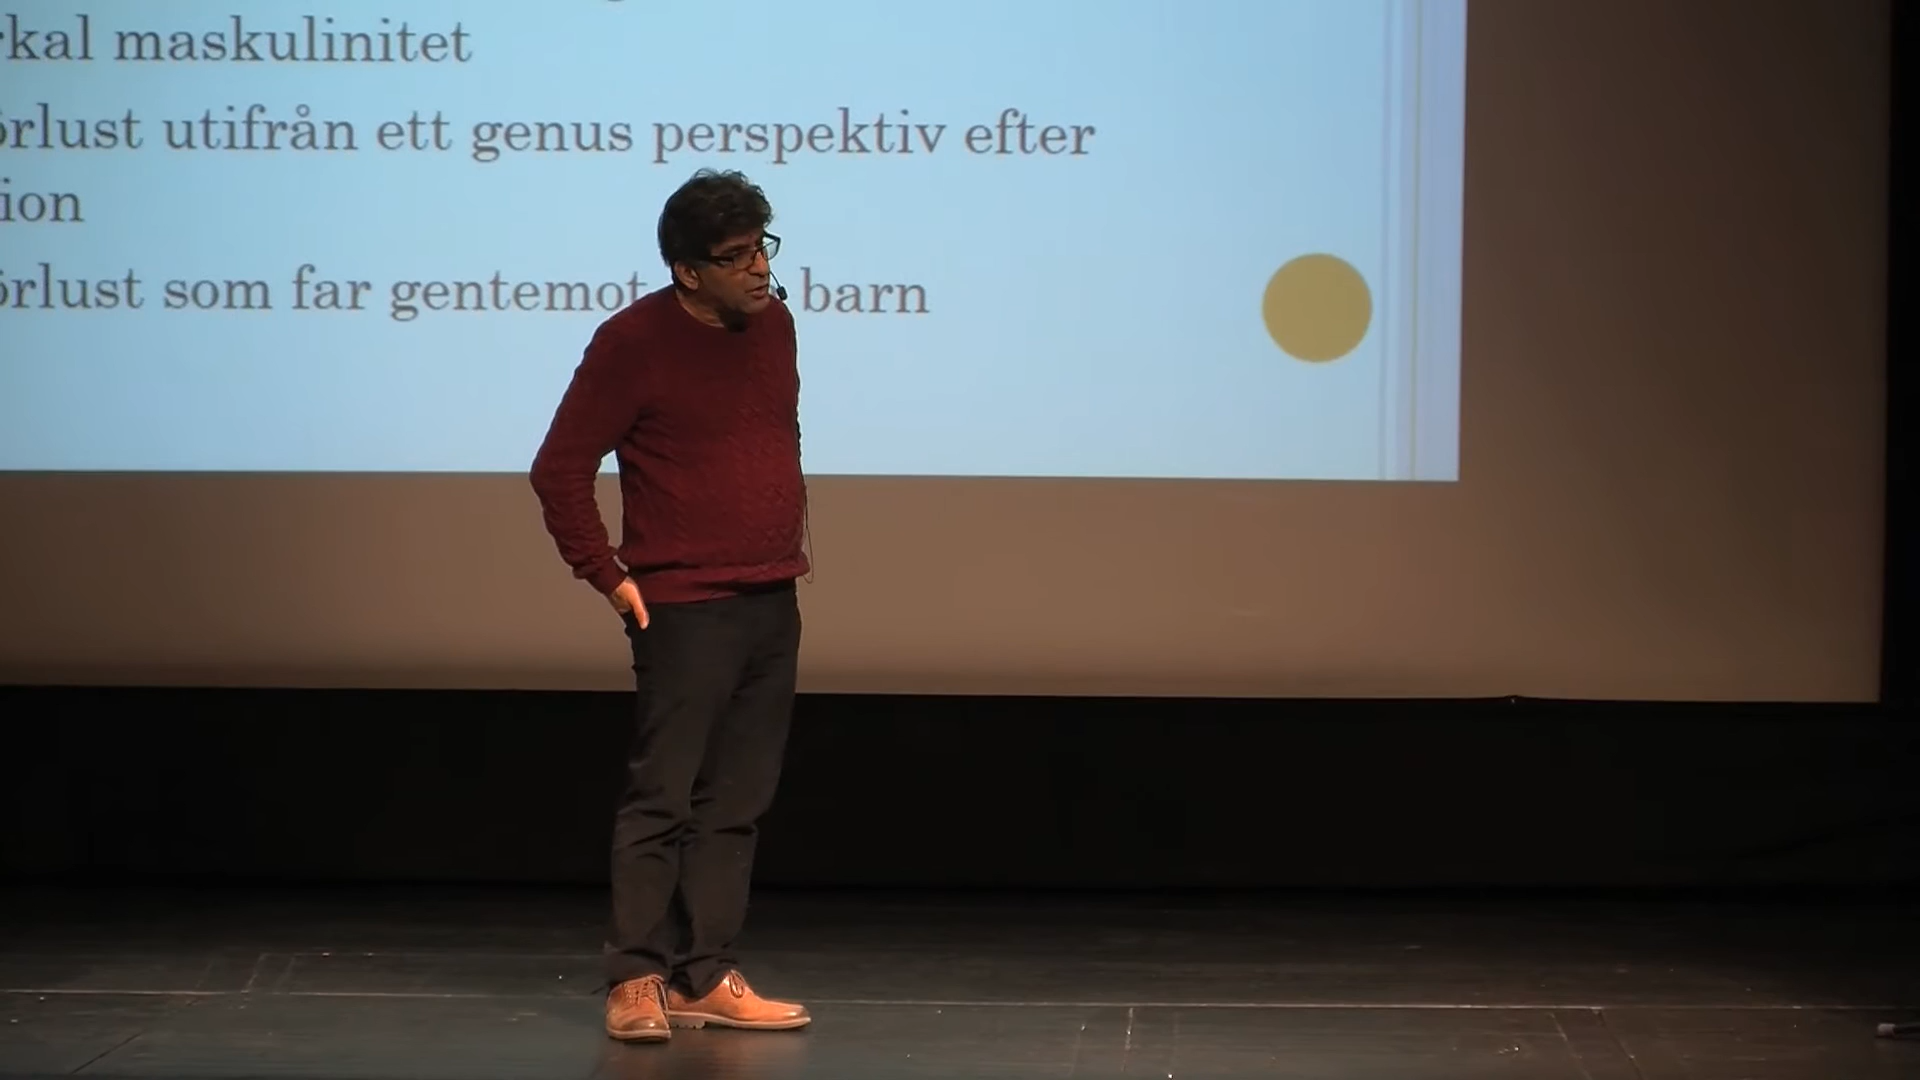 rkal maskulinitet
örlust utifrån ett genus perspektiv efter
ion
örlust som far gentemot barn